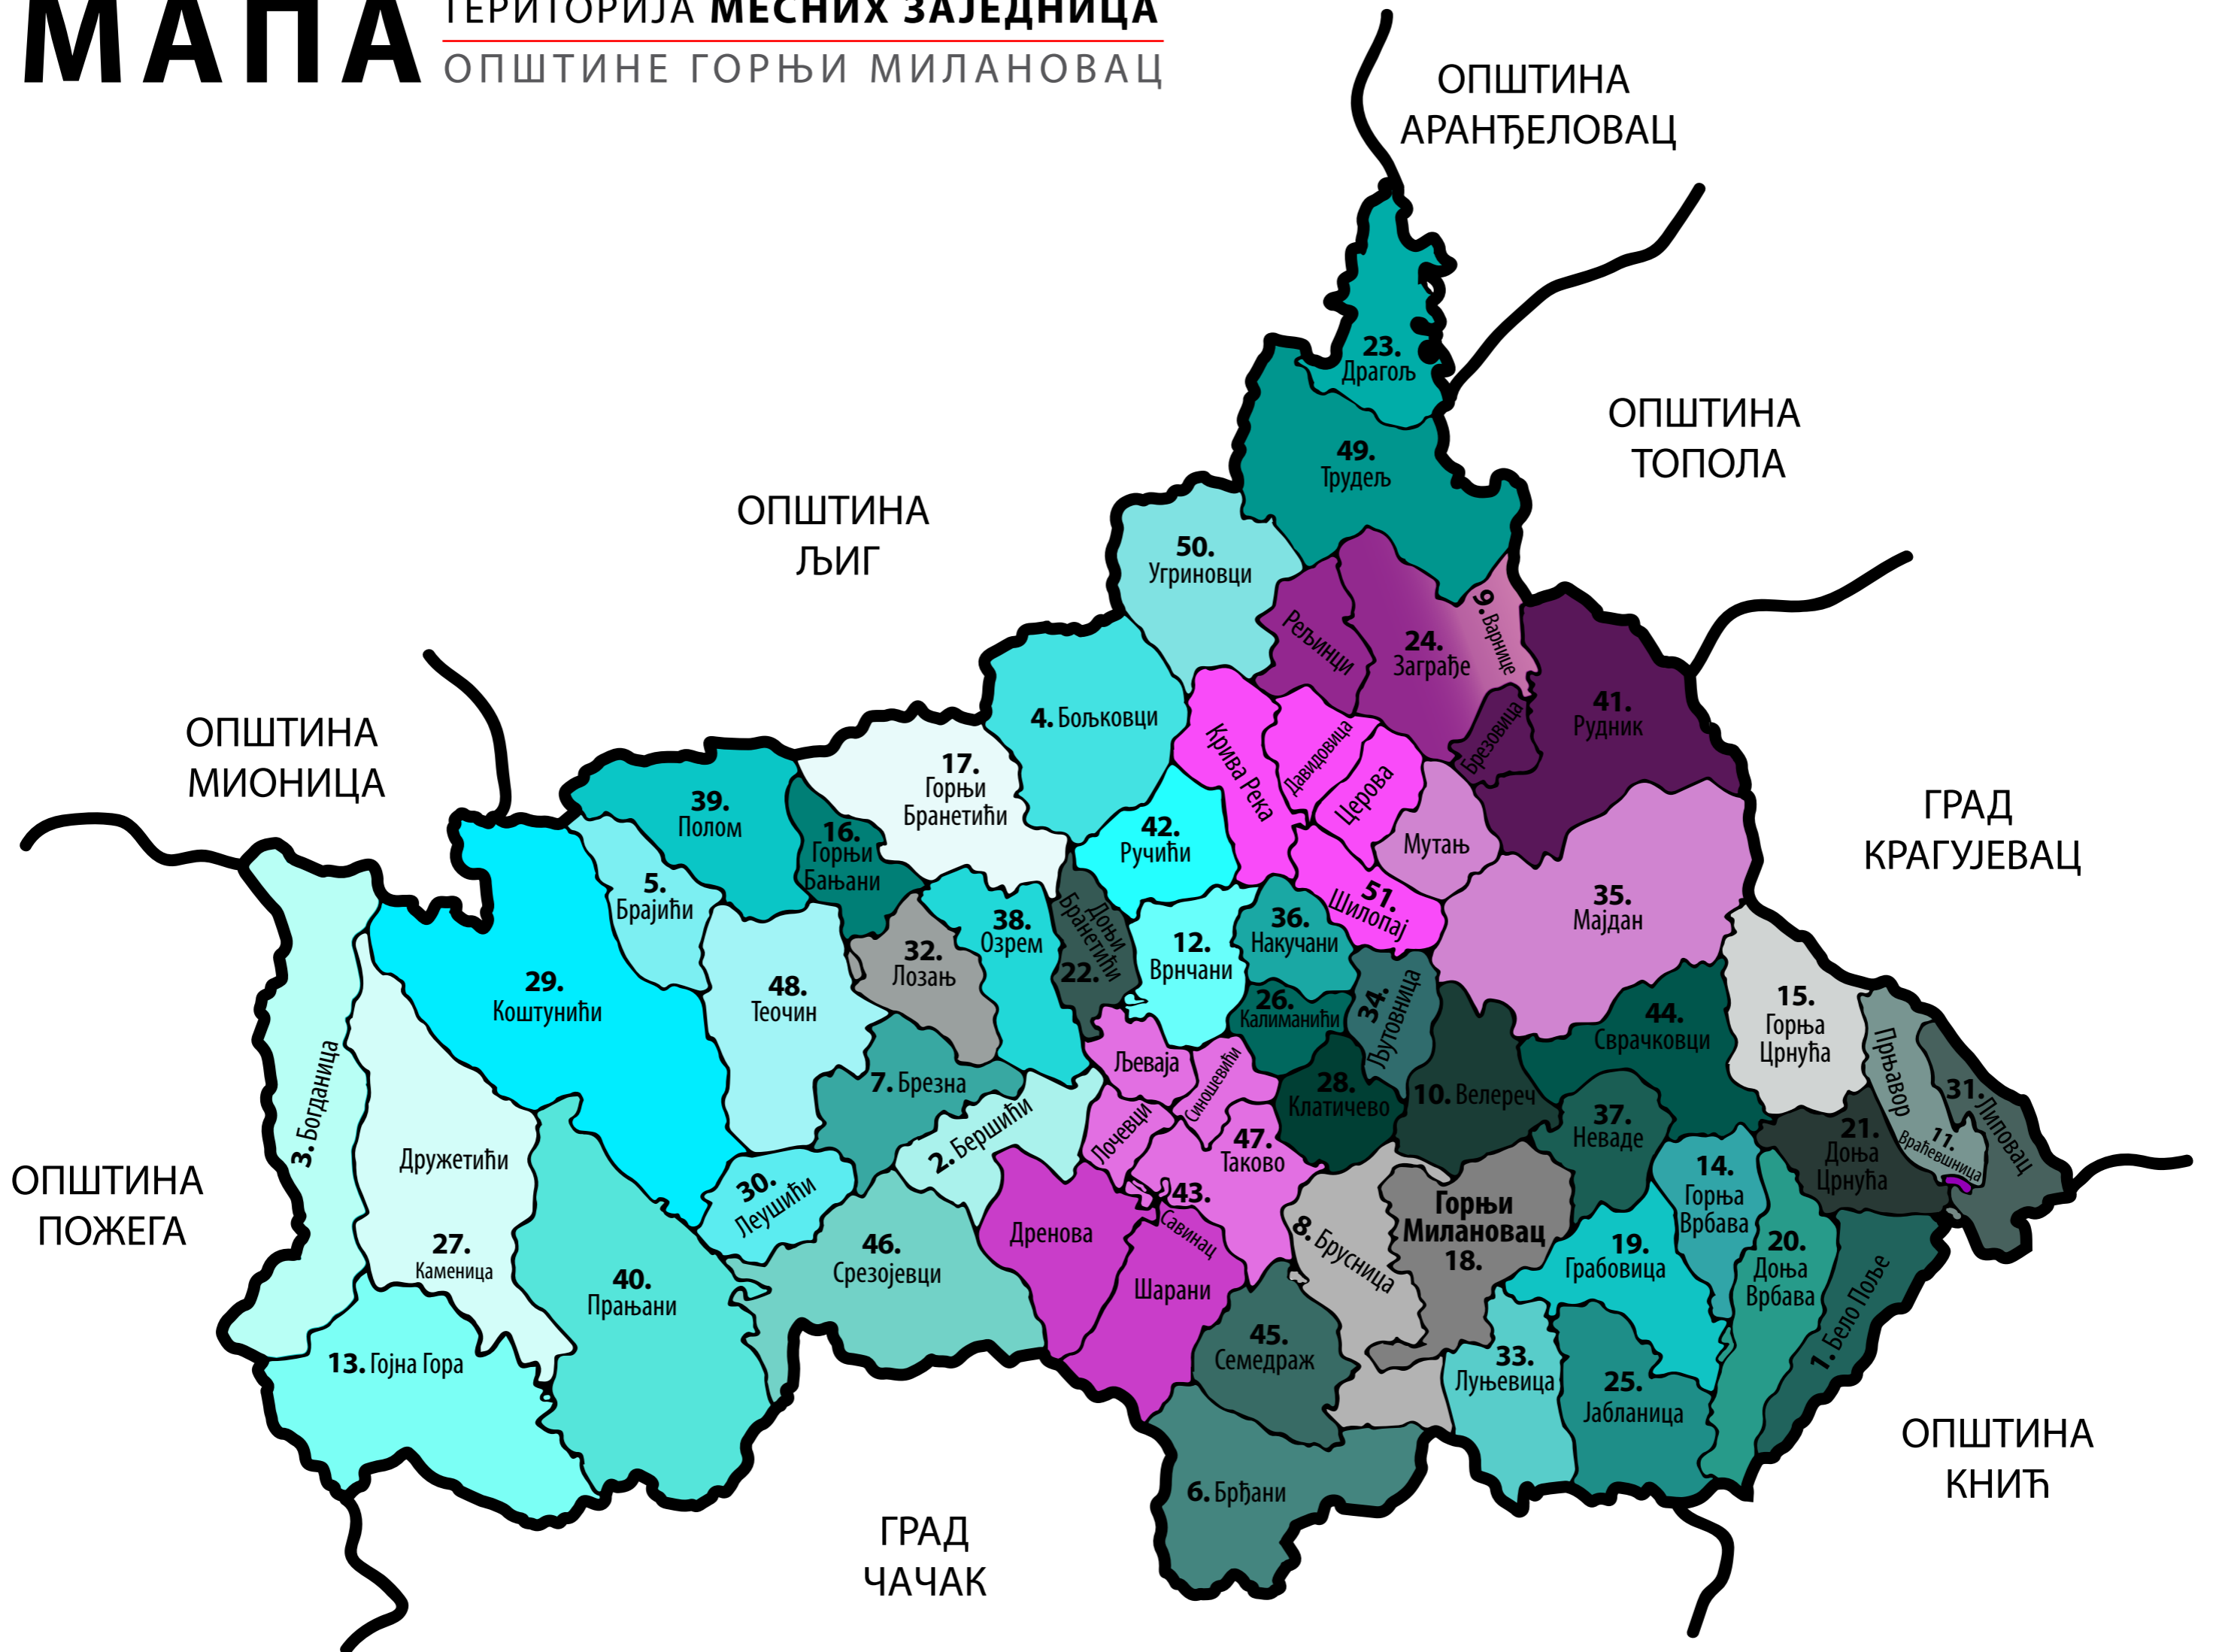 МАПА
ТЕРИТОРИЈА МЕСНИХ ЗАЈЕДНИЦА
ОПШТИНЕ ГОРЊИ МИЛАНОВАЦ
ОПШТИНА
АРАНЂЕЛОВАЦ
23.
Драгољ
ОПШТИНА
ТОПОЛА
49.
Трудељ
ОПШТИНА
ЉИГ
50.
Угриновци
Рељинци
24.
Заграђе
9. Варнице
41.
Рудник
Брезовица
4. Бољковци
Крива Река
Давидовица
Церова
Мутањ
ОПШТИНА
МИОНИЦА
17.
Горњи
Бранетићи
39.
Полом
16.
Горњи
Бањани
42.
Ручићи
ГРАД
КРАГУЈЕВАЦ
5.
Брајићи
51.
Шилопај
35.
Мајдан
38.
Озрем
Доњи
Бранетићи
22.
12.
Врнчани
36.
Накучани
32.
Лозањ
29.
Коштунићи
48.
Теочин
26.
Калиманићи
34.
Љутовница
44.
Сврачковци
15.
Горња
Црнућа
Прњавор
31. Липовац
3. Богданица
7. Брезна
Љеваја
Синошевићи
28.
Клатичево
10. Велереч
37.
Неваде
2. Бершићи
Лочевци
47.
Таково
21.
Доња
Црнућа
11.
Враћевшница
Дружетићи
ОПШТИНА
ПОЖЕГА
30.
Леушићи
43.
Савинац
14.
Горња
Врбава
Дренова
8. Брусница
Горњи
Милановац
18.
27.
Каменица
46.
Срезојевци
19.
Грабовица
20.
Доња
Врбава
40.
Прањани
Шарани
1. Бело Поље
13. Гојна Гора
45.
Семедраж
33.
Луњевица
25.
Јабланица
6. Брђани
ОПШТИНА
КНИЋ
ГРАД
ЧАЧАК